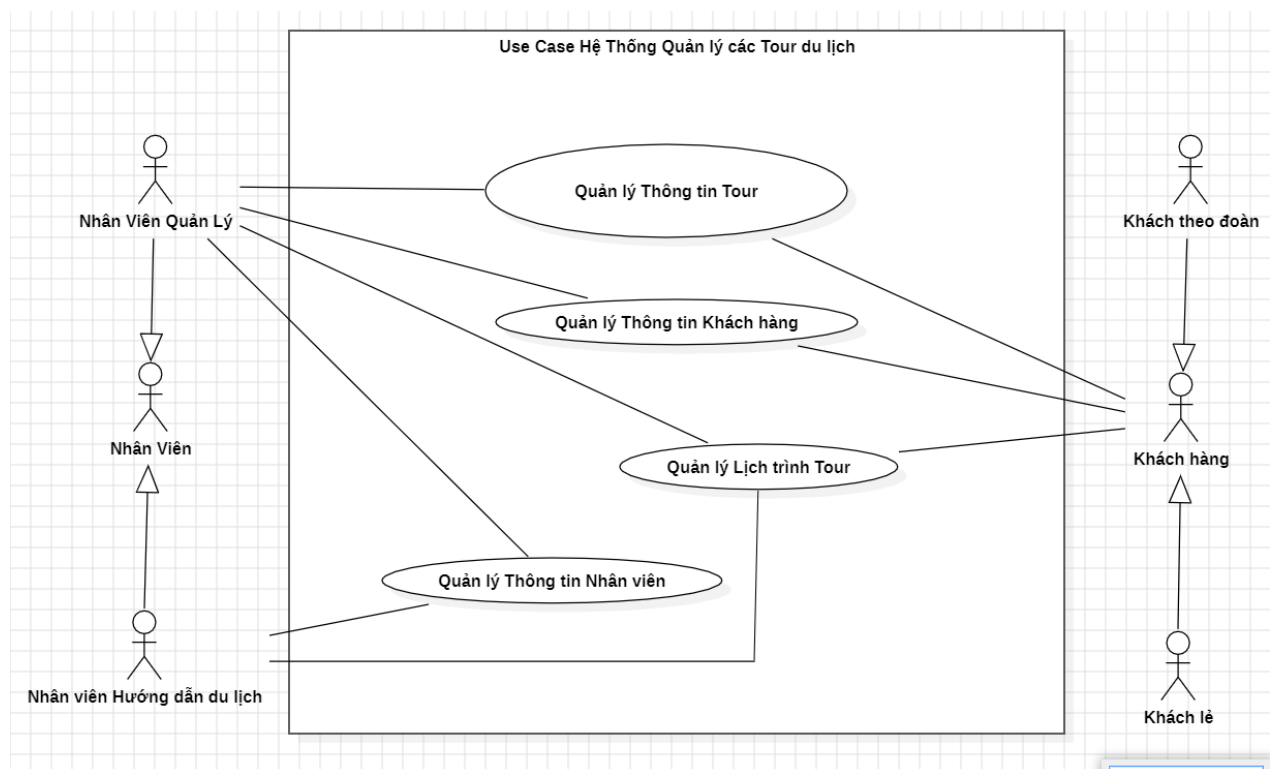 Use Case Hệ Thống Quản lý các Tour du lịch
Nhân Viên Quản Lý
Quản lý Thông tin Tour
Khách theo đoàn
Quản lý Thông tin Khách hàng
Nhân Viên
Khách hàng
Quản lý Lịch trình Tour
Quản lý Thông tin Nhân viên
Nhân viên Hướng dẫn du lịch
Khách lẻ